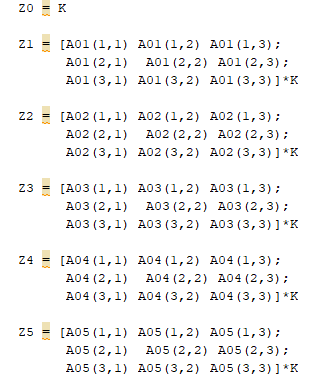 Z0 = K
Z1 = [A01(1,1) A01(1,2) A01(1,3);
A01(2,1) A01(2,2) A01(2,3);
A01(3,1) A01(3,2) A01(3,3)]*K
Z2 = [A02(1,1) A02(1,2) A02(1,3);
A02(2,1) A02(2,2) A02(2,3);
A02(3,1) A02(3,2) A02(3,3)]*K
Z3 = [A03(1,1) A03(1,2) A03(1,3);
A03(2,1) A03(2,2) A03(2,3);
A03(3,1) A03(3,2) A03(3,3)]*K
Z4 = [A04(1,1) A04(1,2) A04(1,3);
A04(2,1) A04(2,2) A04(2,3);
A04(3,1) A04(3,2) A04(3,3)]*K
Z5 = [A05(1,1) A05(1,2) A05(1,3);
A05(2,1) A05(2,2) A05(2,3);
A05(3,1) A05(3,2) A05(3,3)]*K